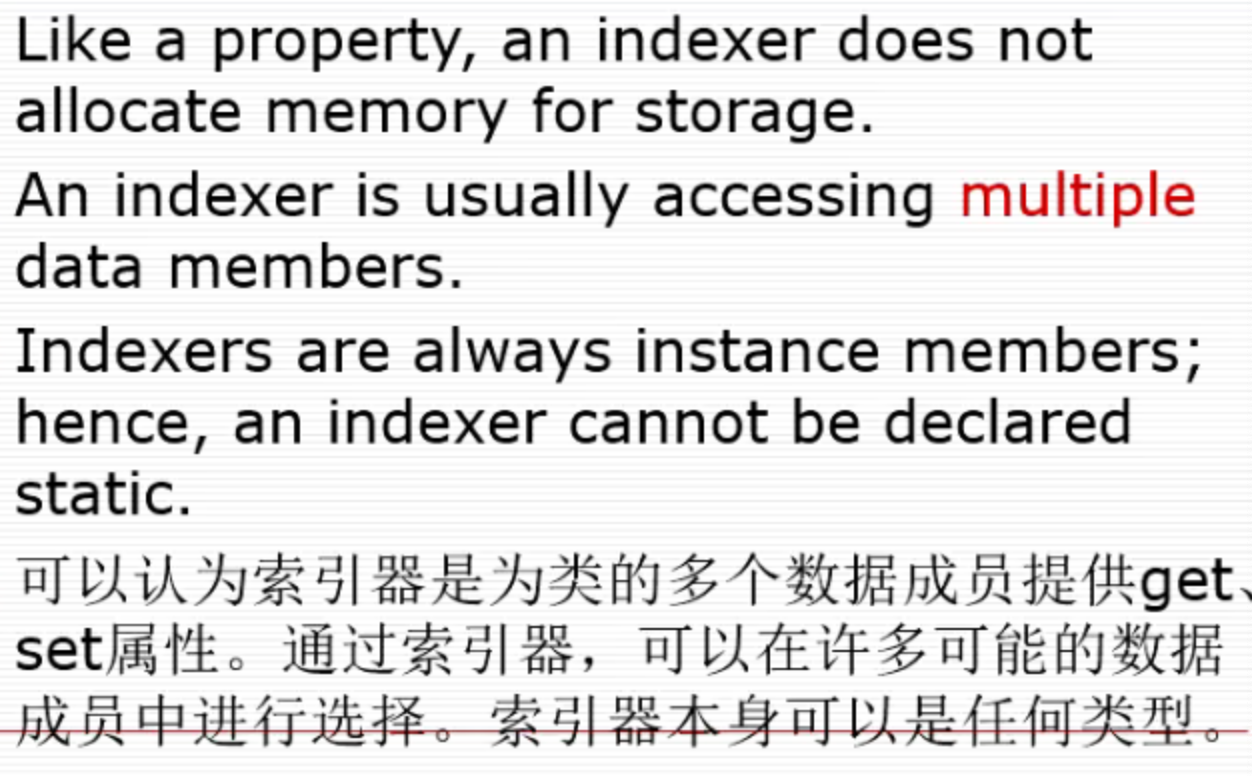 Like a property, an indexer does not
allocate memory for storage.
An indexer is usually accessing multiple
data members.
Indexers are always instance members;
hence, an indexer cannot be declared
static.
可以认为索引器是为类的多个数据成员提供get、
set属性。通过索引器，可以在许多可能的数据
成员中进行选择。索引器本身可以是任何类型。